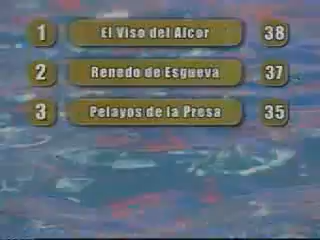 1 El Viso del Alcor 38
2 Renedo de Esgueva 37
3 Pelayos de la Presa 35